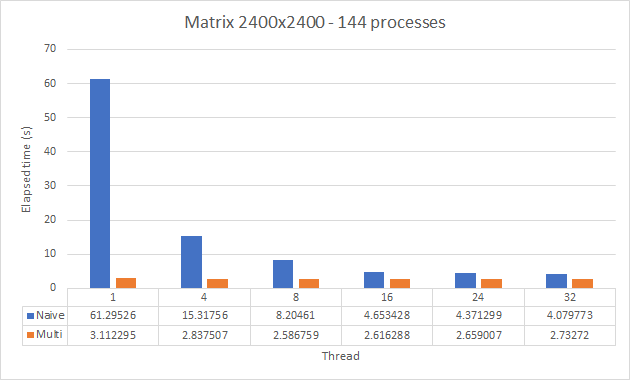 Matrix 2400x2400 - 144 processes
70
60
50
40
30
20
10
0
Elapsed time (s)
1 4 8 16 24 32
Naive 61.29526 15.31756 8.20461 4.653428 4.371299 4.079773
Multi 3.112295 2.837507 2.586759 2.616288 2.659007 2.73272
Thread